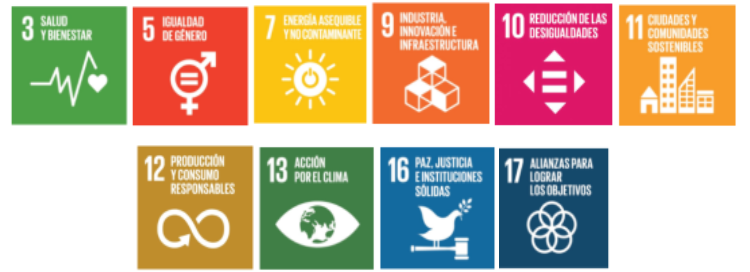 3 SALUD
Y BIENESTAR
5 IGUALDAD
DE GÉNERO
7 ENERGÍA ASEQUIBLE
Y NO CONTAMINANTE
9 INDUSTRIA,
INNOVACIÓN E
INFRAESTRUCTURA
10 REDUCCIÓN DE LAS
DESIGUALDADES
11 CIUDADES Y
COMUNIDADES
SOSTENIBLES
12 PRODUCCIÓN
Y CONSUMO
RESPONSABLES
13 ACCIÓN
POR EL CLIMA
16 PAZ, JUSTICIA
E INSTITUCIONES
SÓLIDAS
17 ALIANZAS PARA
LOGRAR
LOS OBJETIVOS